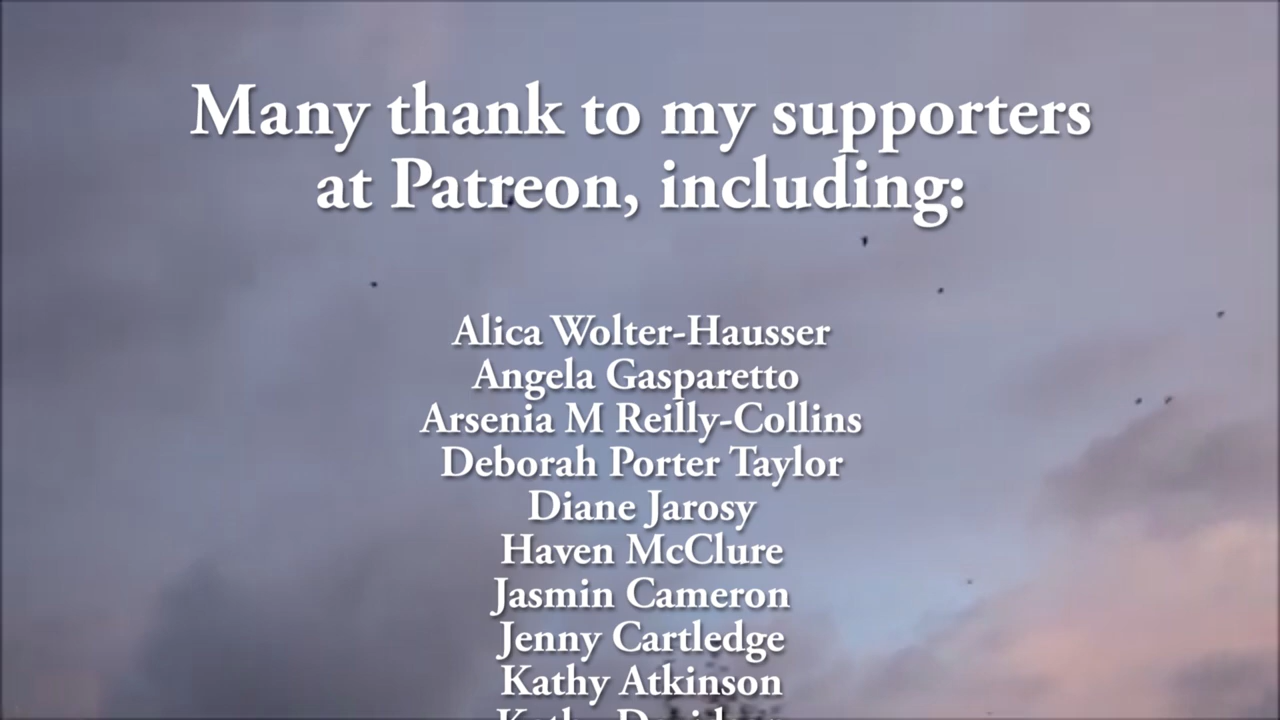 Many thank to my supporters
at Patreon, including:
Alica Wolter-Hausser
Angela Gasparetto
Arsenia M Reilly-Collins
Deborah Porter Taylor
Diane Jarosy
Haven McClure
Jasmin Cameron
Jenny Cartledge
Kathy Atkinson